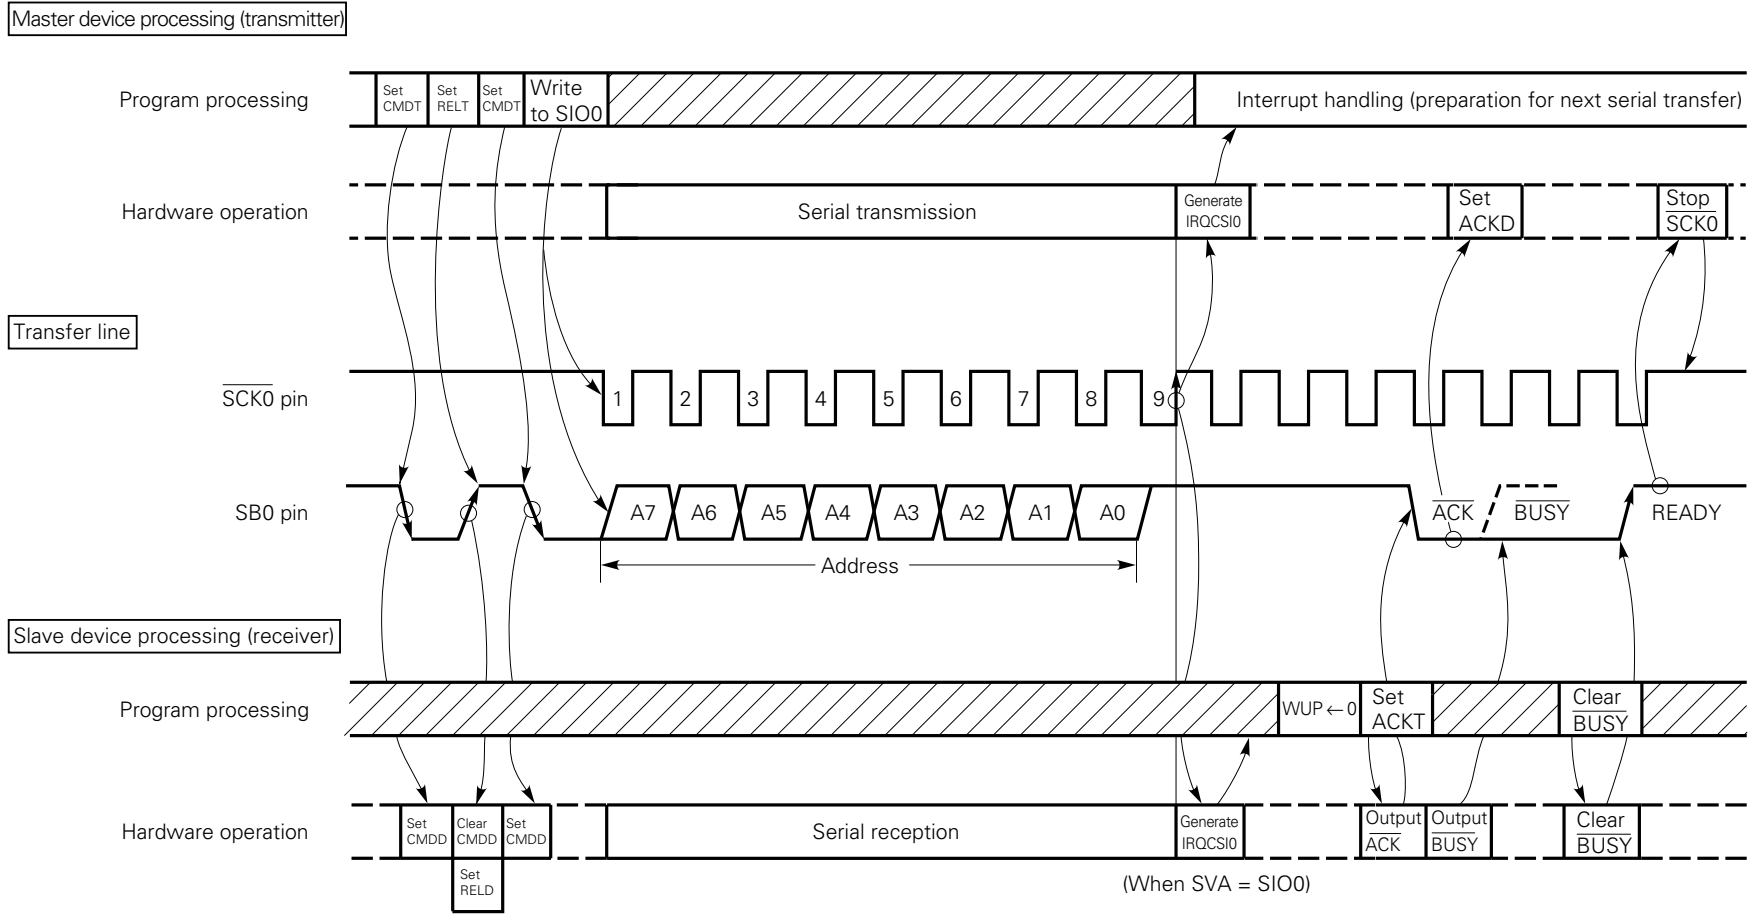 Master device processing (transmitter)
Program processing
Set CMDT
Set RELT
Set CMDT
Write to SIO0
Interrupt handling (preparation for next serial transfer)
Hardware operation
Serial transmission
Generate IRQCSI0
Set ACKD
Stop SCK0
Transfer line
SCK0 pin
1 2 3 4 5 6 7 8 9
SB0 pin
A7 A6 A5 A4 A3 A2 A1 A0
ACK
BUSY
READY
Address
Slave device processing (receiver)
Program processing
WUP ← 0
Set ACKT
Clear BUSY
Hardware operation
Set CMDD
Clear CMDD
Set CMDD
Serial reception
Generate IRQCSI0
Output ACK
Output BUSY
Clear BUSY
Set RELD
(When SVA = SIO0)